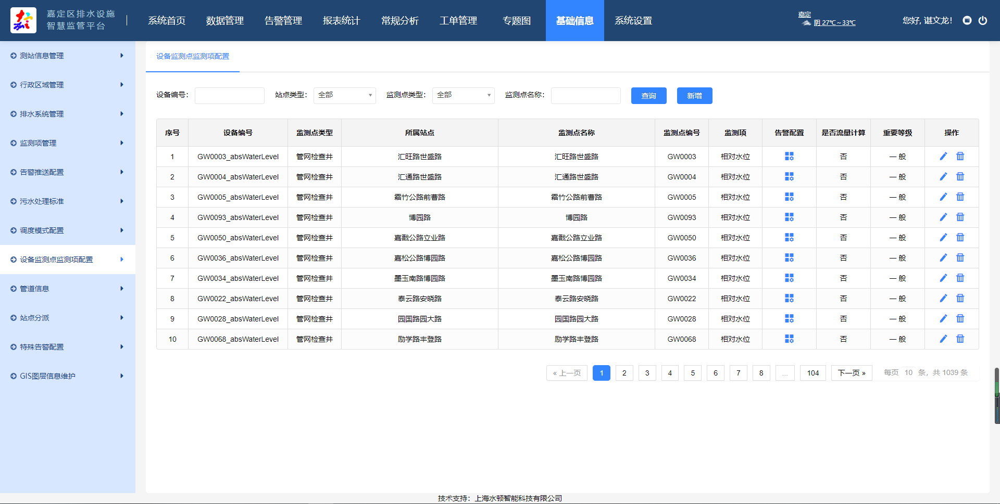 嘉定区排水设施
智慧监管平台
系统首页 数据管理 告警管理 报表统计 常规分析 工单管理 专题图 基础信息 系统设置
嘉定
阴 27℃～33℃
您好, 谌文龙!
测站信息管理
行政区域管理
排水系统管理
监测项管理
告警推送配置
污水处理标准
调度模式配置
设备监测点监测项配置
管道信息
站点分派
特殊告警配置
GIS图层信息维护
设备监测点监测项配置
设备编号: 站点类型: 全部 监测点类型: 全部 监测点名称: 查询 新增
序号 设备编号 监测点类型 所属站点 监测点名称 监测点编号 监测项 告警配置 是否流量计算 重要等级 操作
1 GW0003_absWaterLevel 管网检查井 汇旺路世盛路 汇旺路世盛路 GW0003 相对水位 否 一般
2 GW0004_absWaterLevel 管网检查井 汇通路世盛路 汇通路世盛路 GW0004 相对水位 否 一般
3 GW0005_absWaterLevel 管网检查井 霜竹公路前曹路 霜竹公路前曹路 GW0005 相对水位 否 一般
4 GW0093_absWaterLevel 管网检查井 博园路 博园路 GW0093 相对水位 否 一般
5 GW0050_absWaterLevel 管网检查井 嘉戬公路立业路 嘉戬公路立业路 GW0050 相对水位 否 一般
6 GW0036_absWaterLevel 管网检查井 嘉松公路博园路 嘉松公路博园路 GW0036 相对水位 否 一般
7 GW0034_absWaterLevel 管网检查井 墨玉南路博园路 墨玉南路博园路 GW0034 相对水位 否 一般
8 GW0022_absWaterLevel 管网检查井 泰云路安晓路 泰云路安晓路 GW0022 相对水位 否 一般
9 GW0028_absWaterLevel 管网检查井 园国路园大路 园国路园大路 GW0028 相对水位 否 一般
10 GW0068_absWaterLevel 管网检查井 励学路丰登路 励学路丰登路 GW0068 相对水位 否 一般
« 上一页 1 2 3 4 5 6 7 8 ... 104 下一页 » 每页 10 条，共 1039 条
技术支持：上海水顿智能科技有限公司